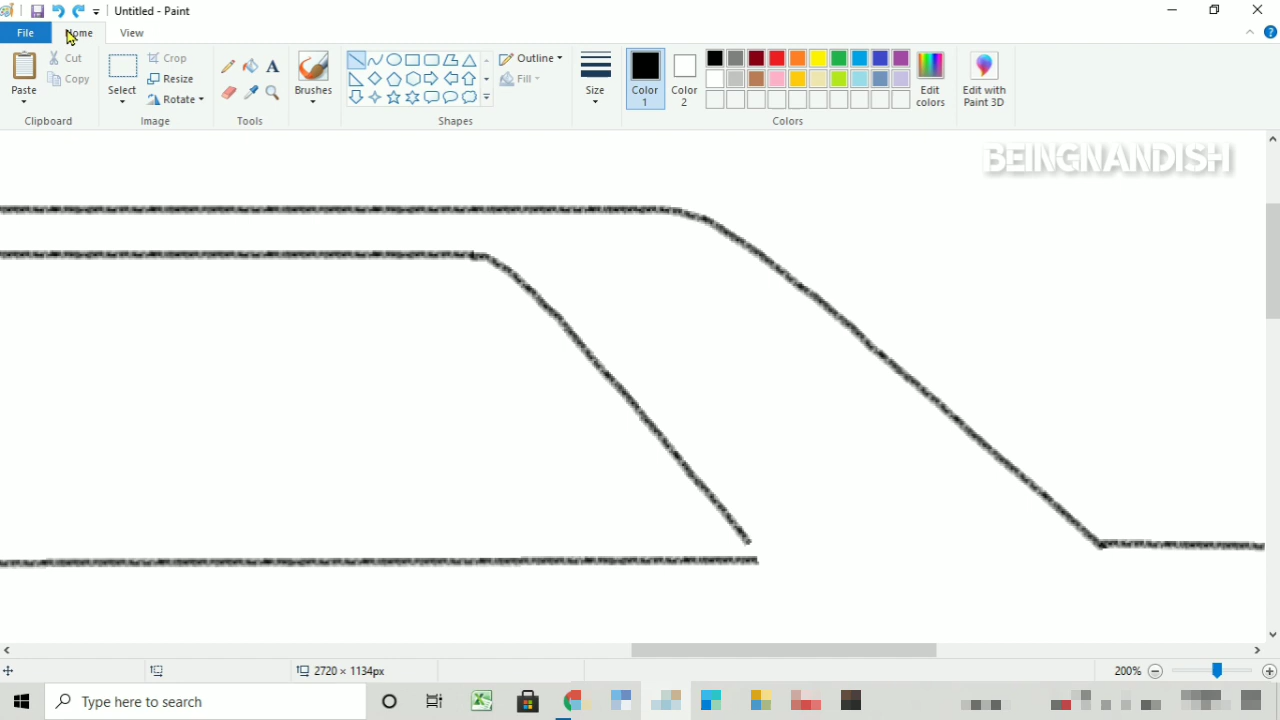 Untitled - Paint
File
Home
View
Paste
Cut
Copy
Clipboard
Select
Crop
Resize
Rotate
Image
A
Tools
Brushes
Outline
Fill
Shapes
Size
Color 1
Color 2
Edit colors
Colors
Edit with Paint 3D
BEINGNANDISH
2720 × 1134px
200%
Type here to search